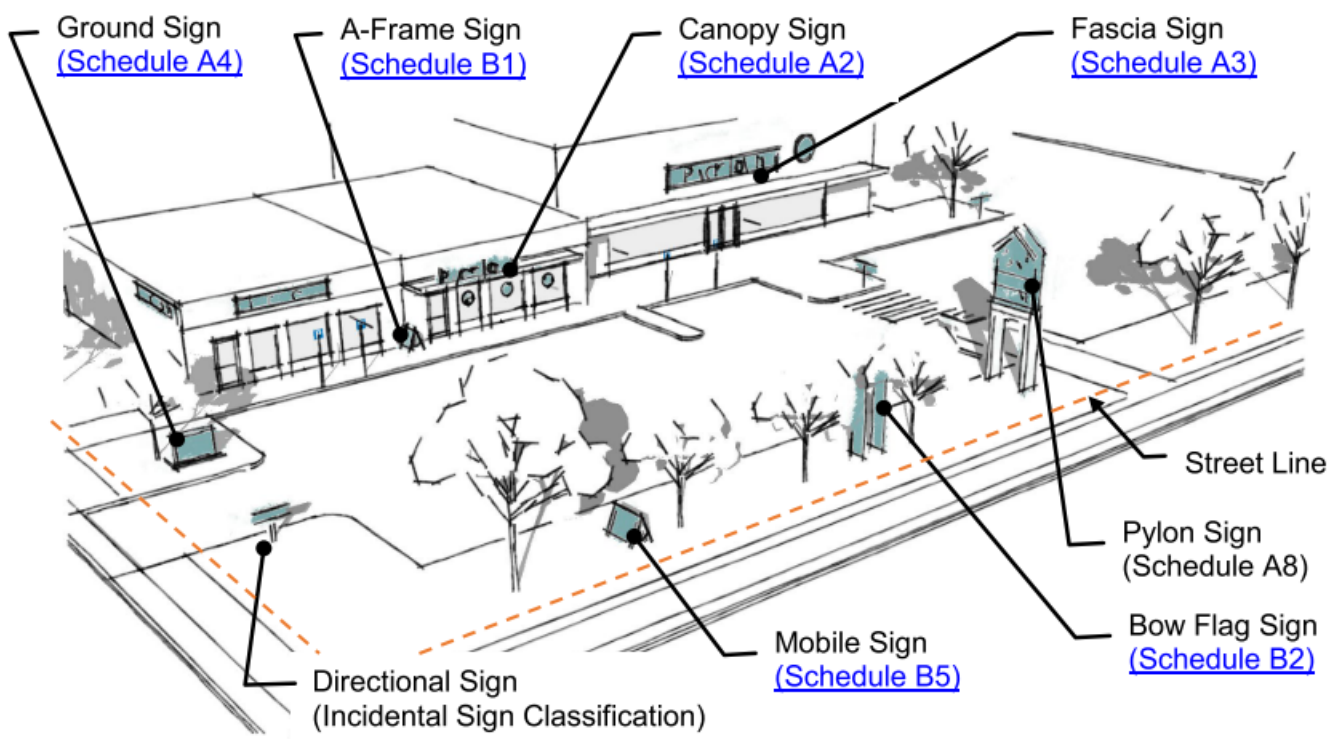 Ground Sign
(Schedule A4)
A-Frame Sign
(Schedule B1)
Canopy Sign
(Schedule A2)
Fascia Sign
(Schedule A3)
Street Line
Pylon Sign
(Schedule A8)
Bow Flag Sign
(Schedule B2)
Mobile Sign
(Schedule B5)
Directional Sign
(Incidental Sign Classification)